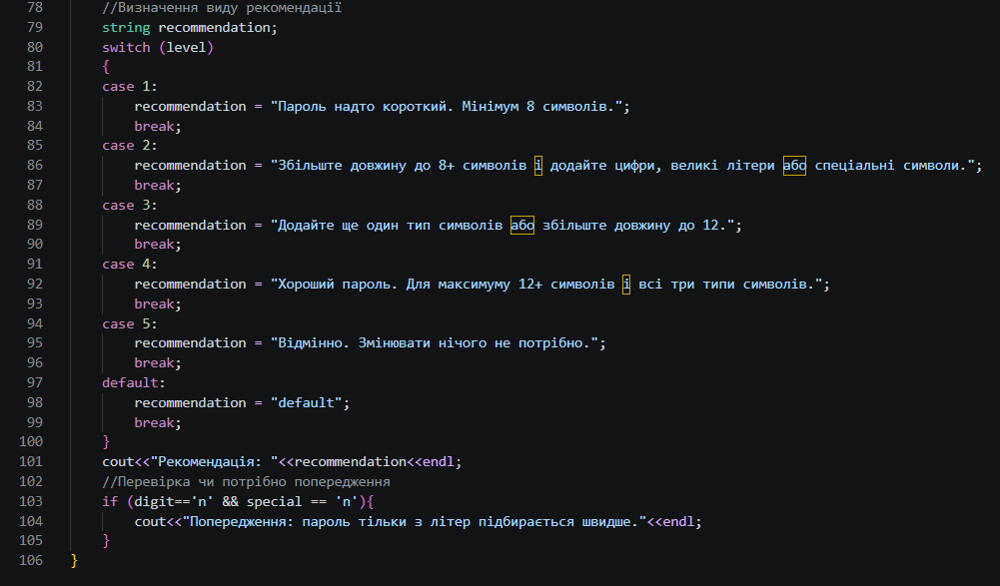 78 //Визначення виду рекомендації
79 string recommendation;
80 switch (level)
81 {
82 case 1:
83 recommendation = "Пароль надто короткий. Мінімум 8 символів.";
84 break;
85 case 2:
86 recommendation = "Збільште довжину до 8+ символів і додайте цифри, великі літери або спеціальні символи.";
87 break;
88 case 3:
89 recommendation = "Додайте ще один тип символів або збільште довжину до 12.";
90 break;
91 case 4:
92 recommendation = "Хороший пароль. Для максимуму 12+ символів і всі три типи символів.";
93 break;
94 case 5:
95 recommendation = "Відмінно. Змінювати нічого не потрібно.";
96 break;
97 default:
98 recommendation = "default";
99 break;
100 }
101 cout<<"Рекомендація: "<<recommendation<<endl;
102 //Перевірка чи потрібно попередження
103 if (digit=='n' && special == 'n'){
104 cout<<"Попередження: пароль тільки з літер підбирається швидше."<<endl;
105 }
106 }